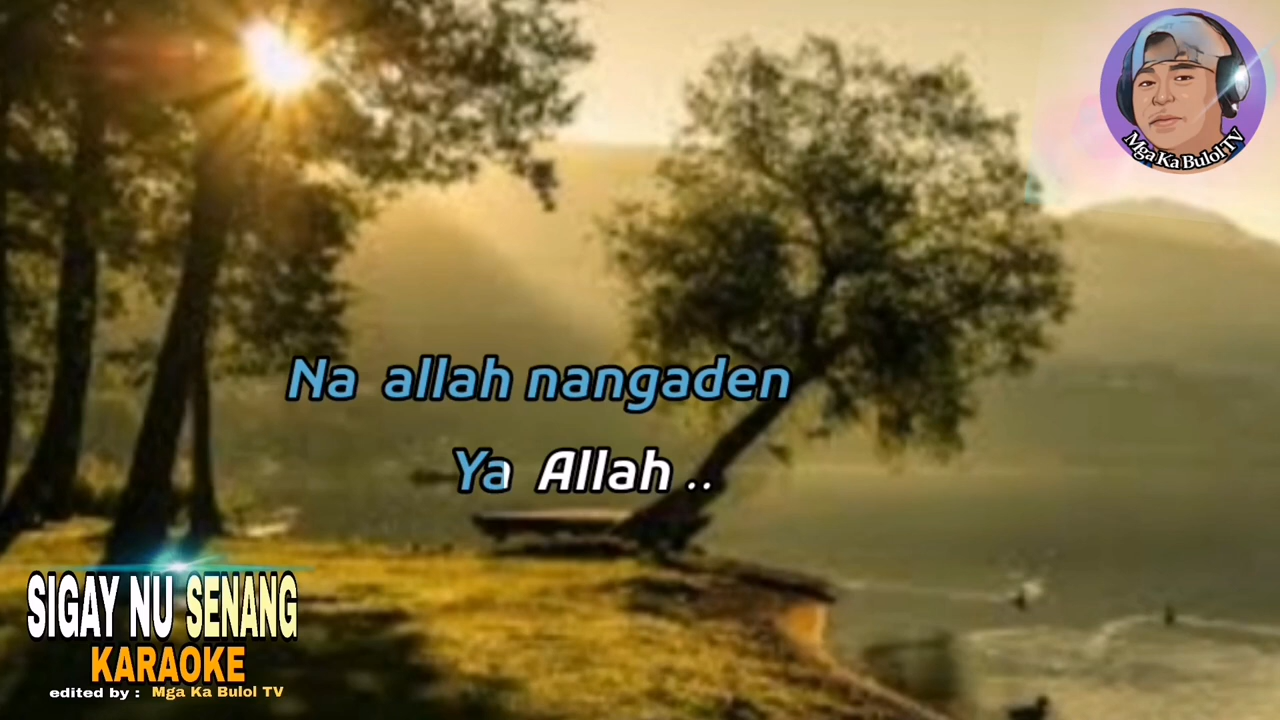 Mga Ka Bulol TV
Na allah nangaden
Ya Allah ..
SIGAY NU SENANG
KARAOKE
edited by : Mga Ka Bulol TV